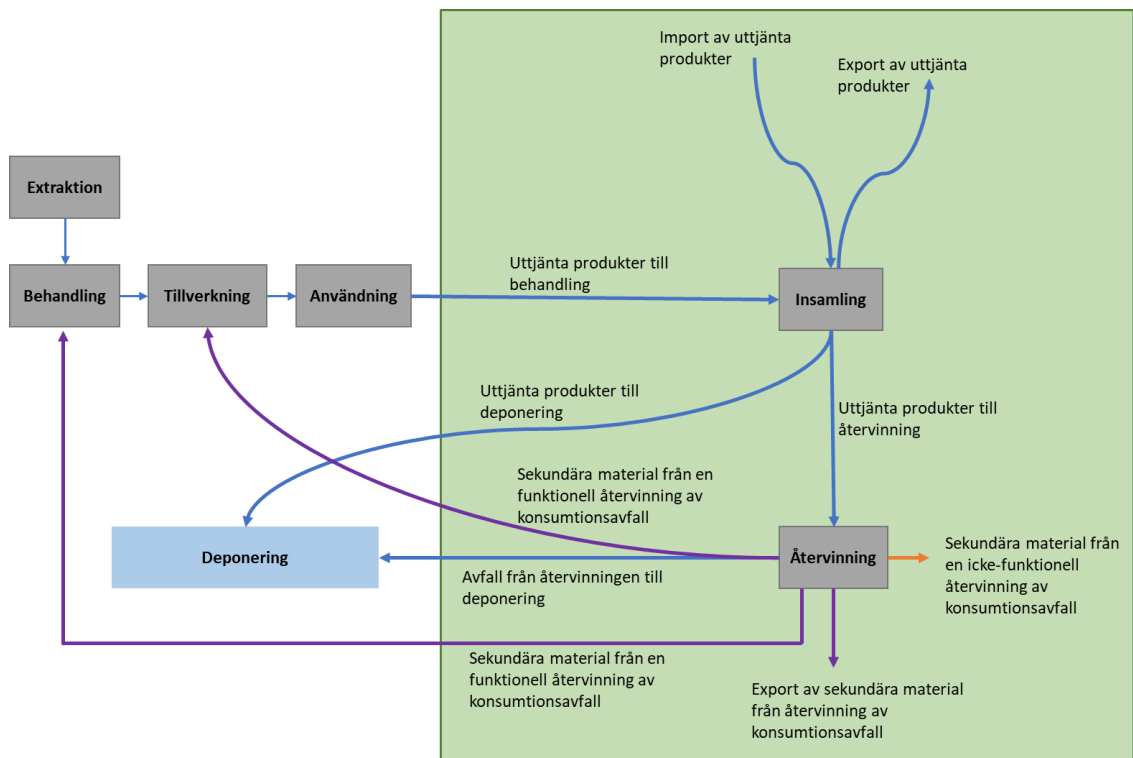 Import av uttjänta
produkter
Export av uttjänta
produkter
Extraktion
Behandling
Tillverkning
Användning
Uttjänta produkter till
behandling
Insamling
Uttjänta produkter till
deponering
Uttjänta produkter till
återvinning
Sekundära material från en
funktionell återvinning av
konsumtionsavfall
Deponering
Avfall från återvinningen till
deponering
Återvinning
Sekundära material från
en icke-funktionell
återvinning av
konsumtionsavfall
Sekundära material från en
funktionell återvinning av
konsumtionsavfall
Export av sekundära material
från återvinning av
konsumtionsavfall